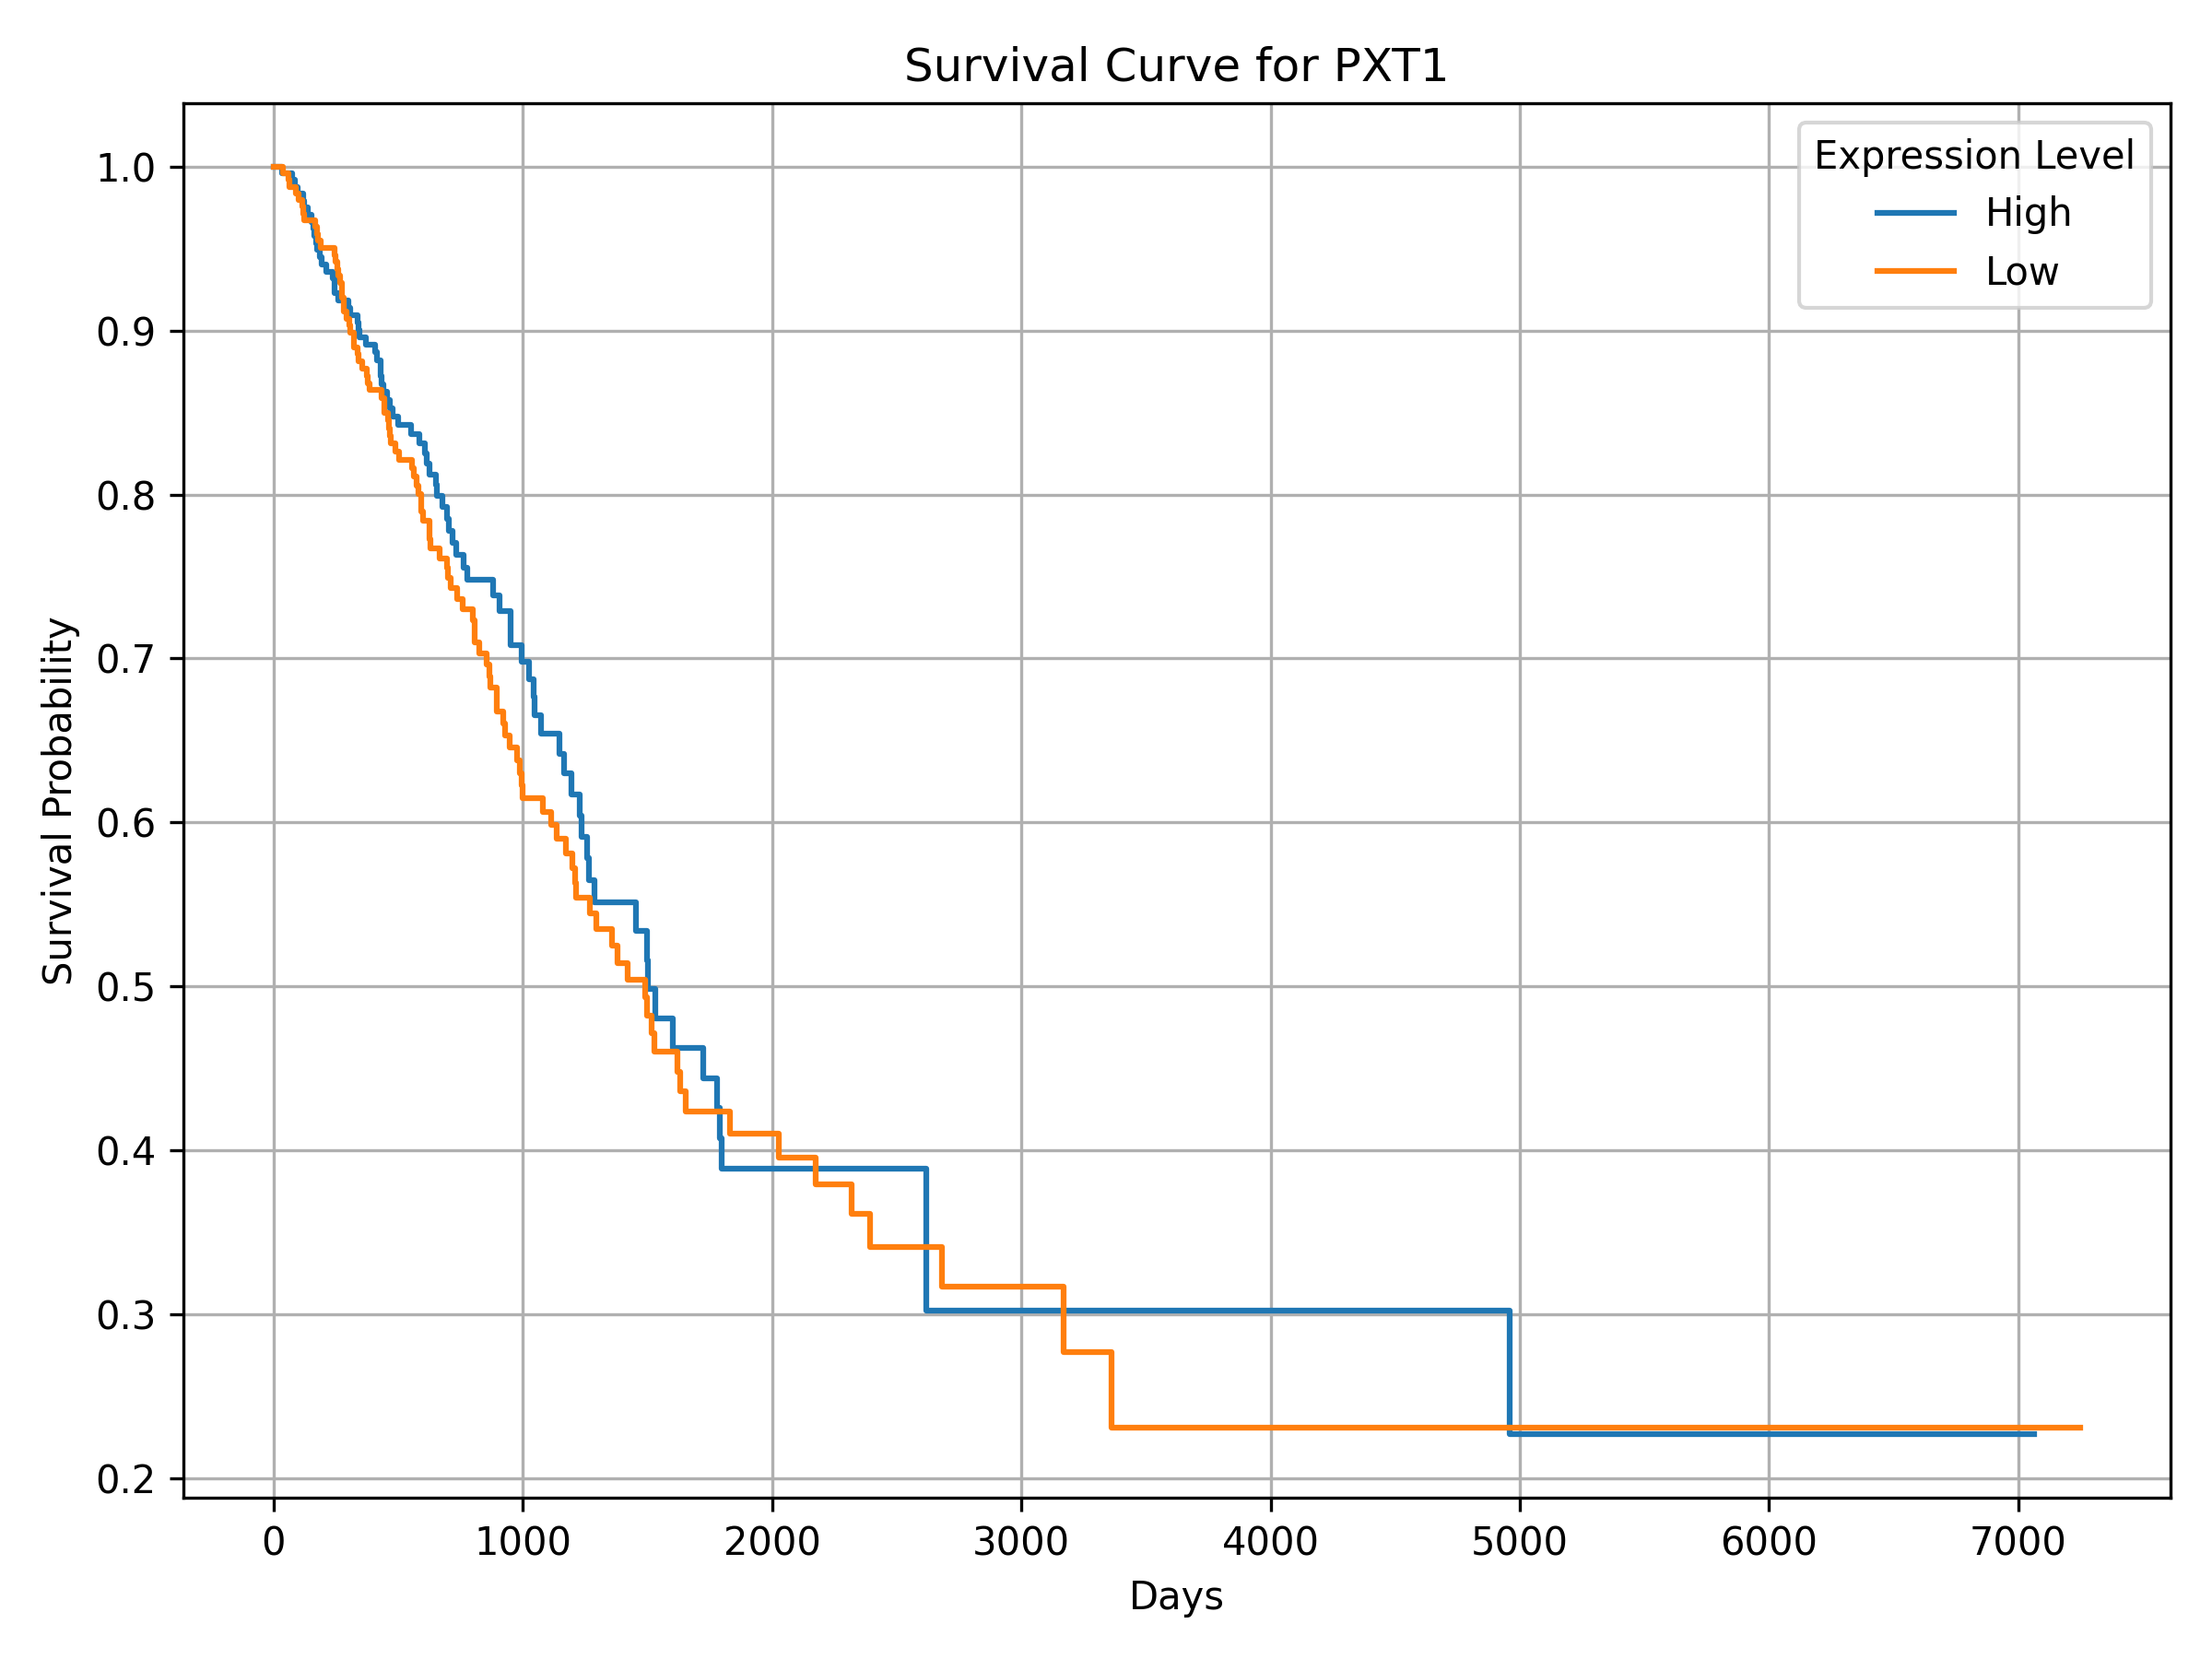 Survival Curve for PXT1
Expression Level
High
Low
Survival Probability
1.0
0.9
0.8
0.7
0.6
0.5
0.4
0.3
0.2
0 1000 2000 3000 4000 5000 6000 7000
Days